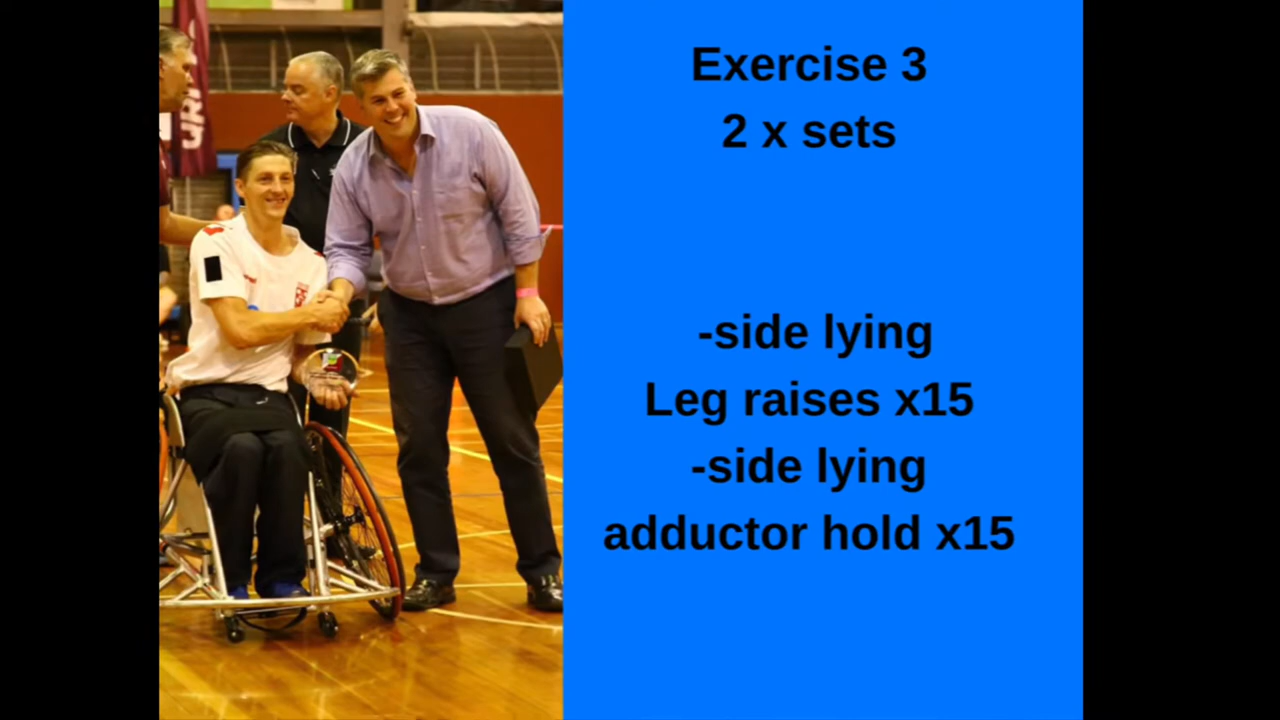 Exercise 3
2 x sets
-side lying
Leg raises x15
-side lying
adductor hold x15